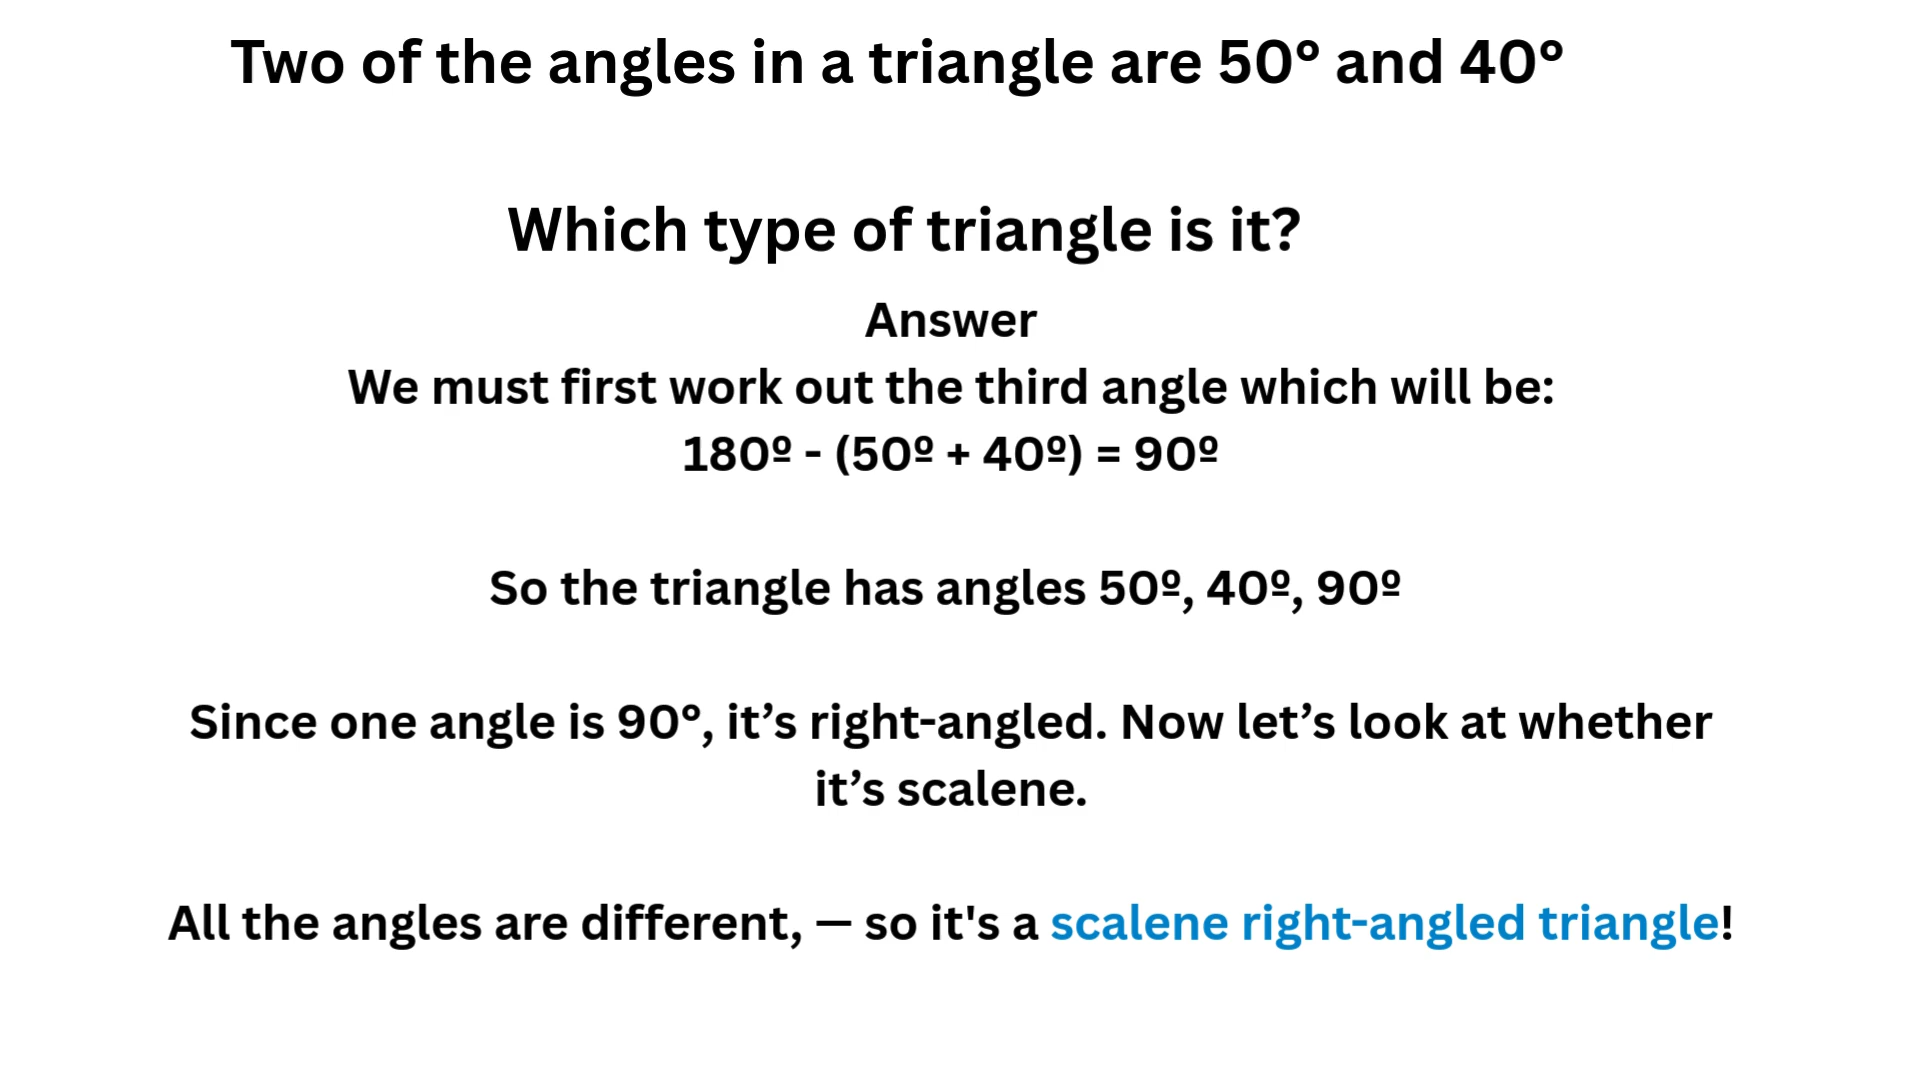 Two of the angles in a triangle are 50° and 40°
Which type of triangle is it?
Answer
We must first work out the third angle which will be:
180º - (50º + 40º) = 90º
So the triangle has angles 50º, 40º, 90º
Since one angle is 90°, it’s right-angled. Now let’s look at whether
it’s scalene.
All the angles are different, — so it's a scalene right-angled triangle!